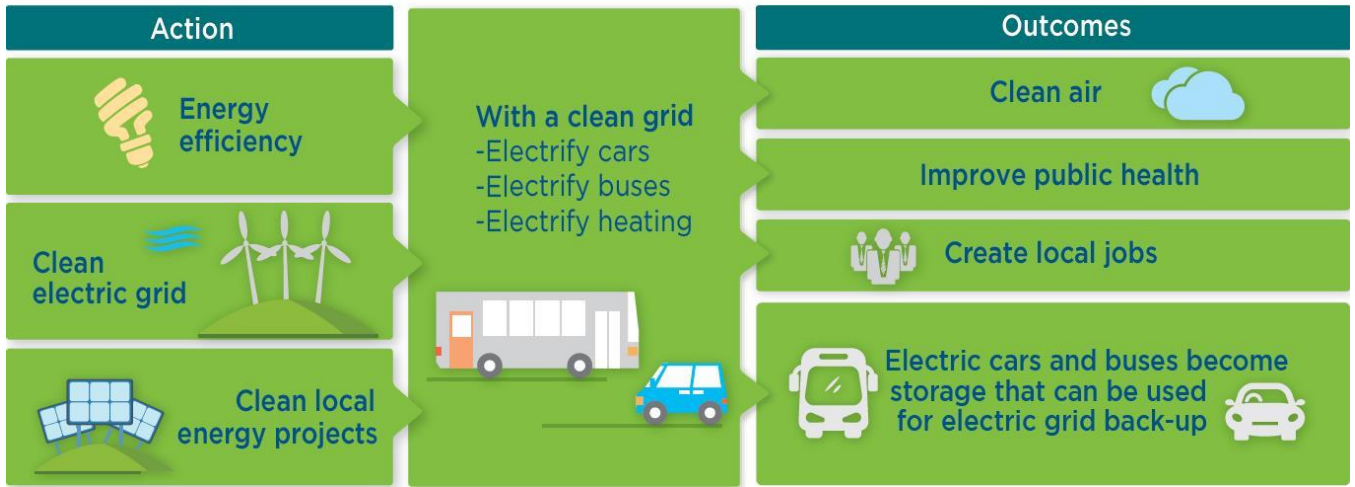 Action
Energy
efficiency
Clean
electric grid
Clean local
energy projects
With a clean grid
-Electrify cars
-Electrify buses
-Electrify heating
Outcomes
Clean air
Improve public health
Create local jobs
Electric cars and buses become
storage that can be used
for electric grid back-up